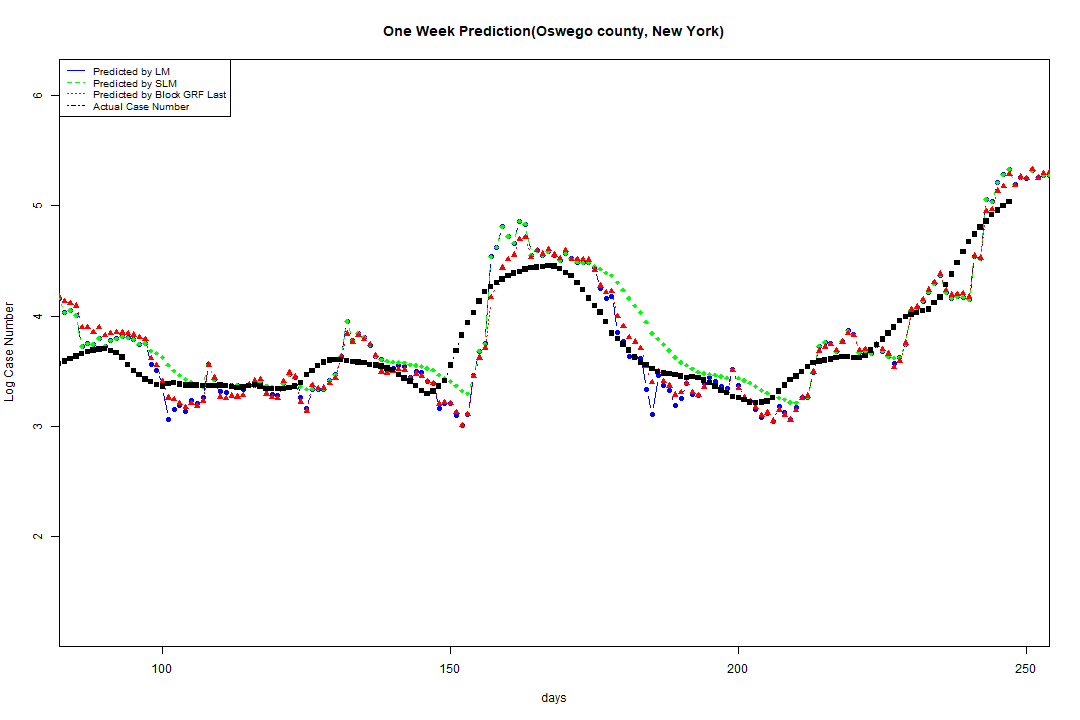 One Week Prediction(Oswego county, New York)
Predicted by LM
Predicted by SLM
Predicted by Block GRF Last
Actual Case Number
6
5
4
3
2
Log Case Number
100 150 200 250
days